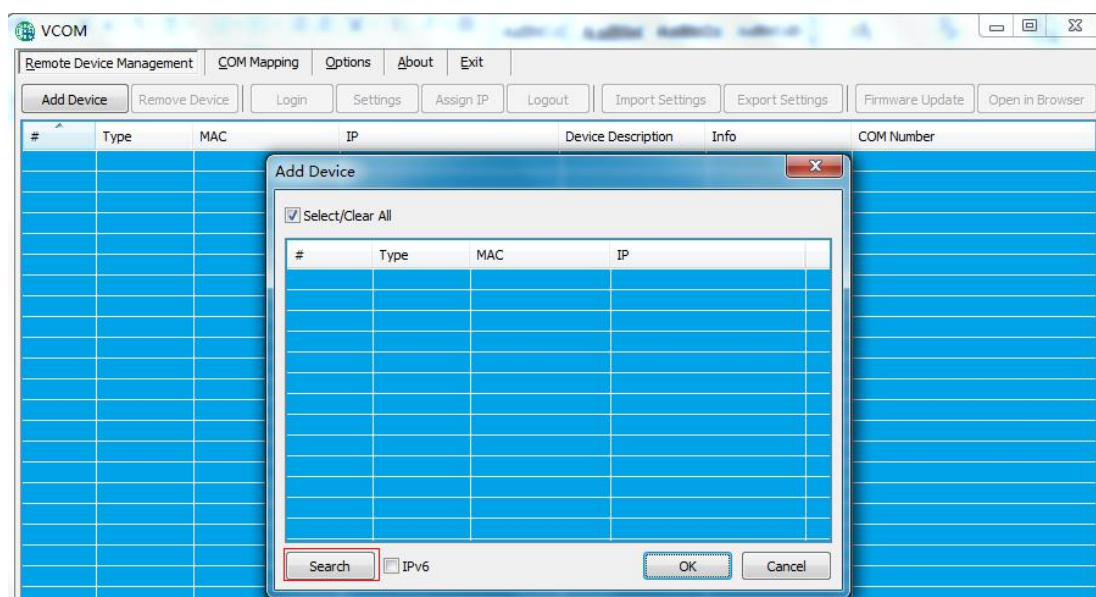 VCOM
Remote Device Management COM Mapping Options About Exit
Add Device Remove Device Login Settings Assign IP Logout Import Settings Export Settings Firmware Update Open in Browser
# Type MAC IP Device Description Info COM Number
Add Device
Select/Clear All
# Type MAC IP
Search IPv6 OK Cancel